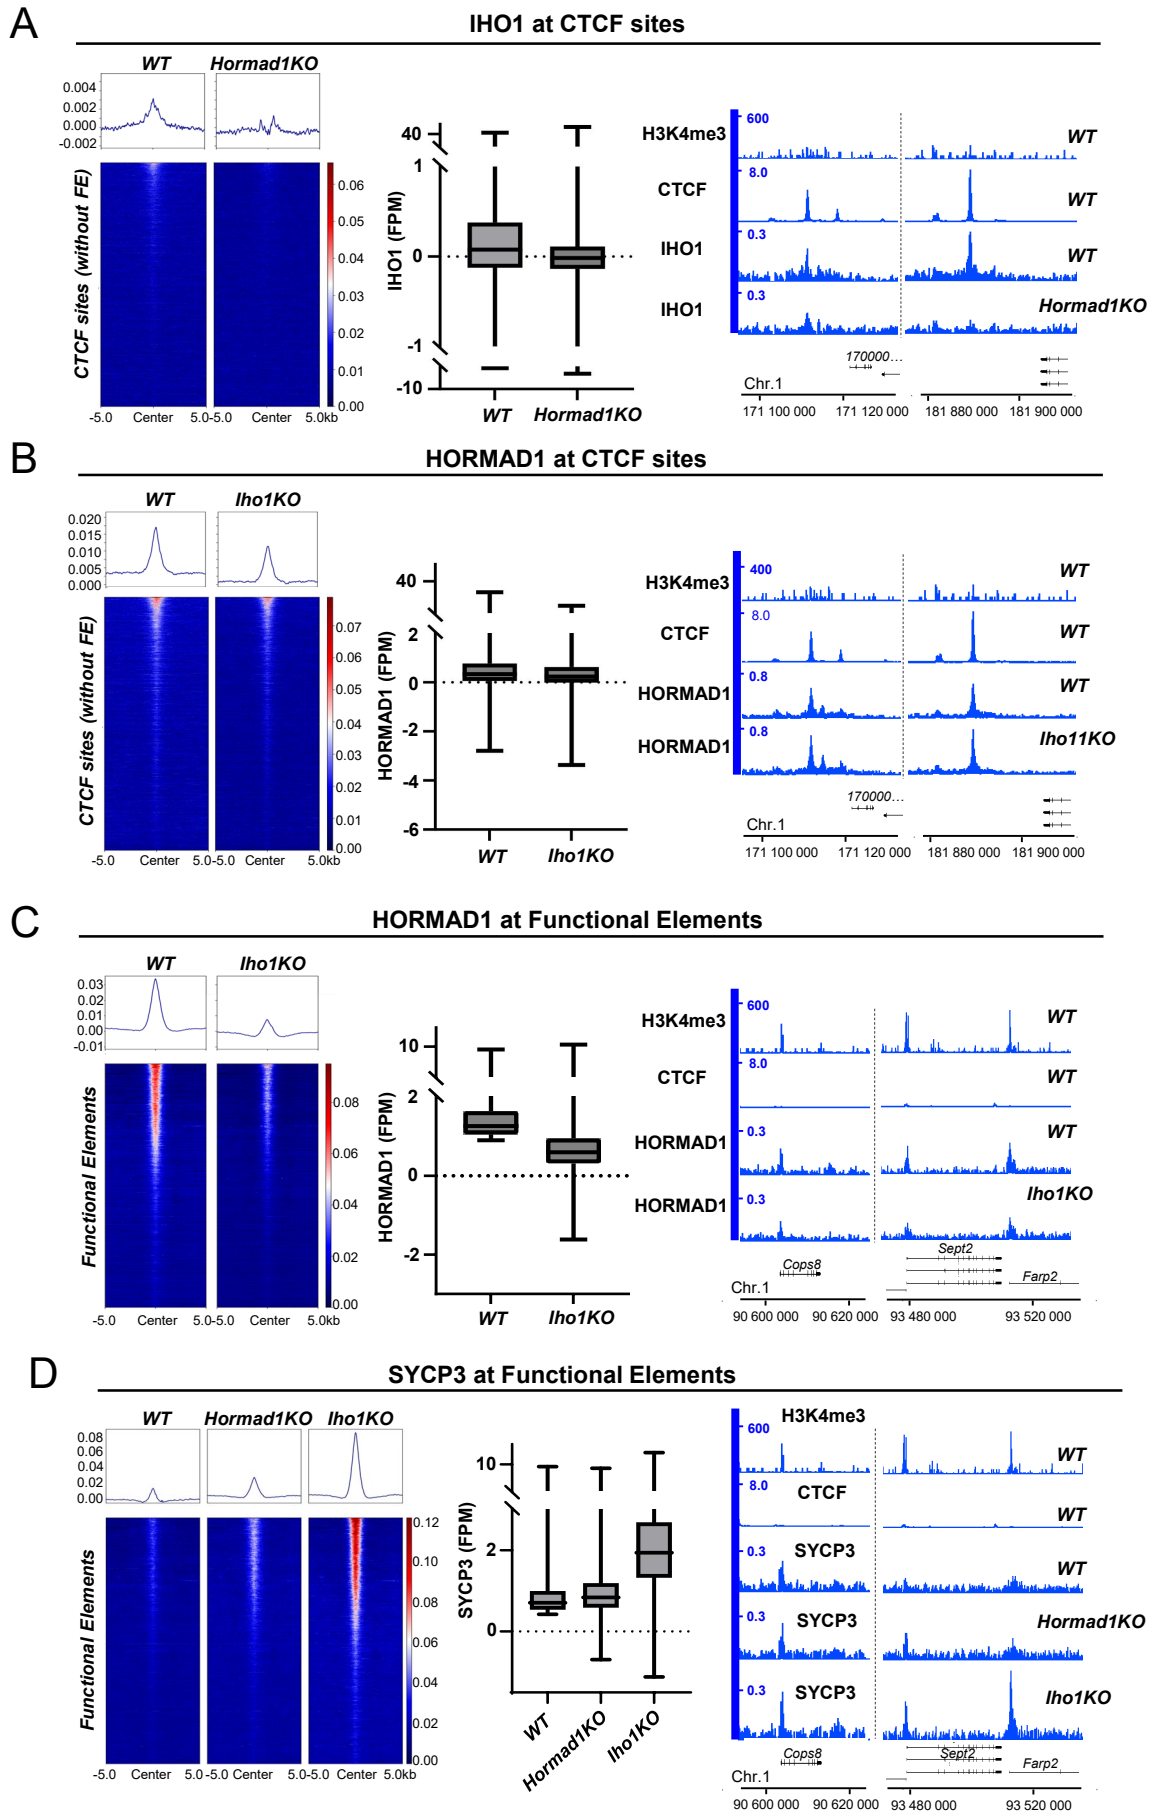 A
IHO1 at CTCF sites
WT Hormad1KO
0.004
0.002
0.000
-0.002
CTCF sites (without FE)
0.06
0.05
0.04
0.03
0.02
0.01
0.00
-5.0 Center 5.0-5.0 Center 5.0kb
IHO1 (FPM)
40
1
0
-1
-10
WT Hormad1KO
H3K4me3 600 WT
CTCF 8.0 WT
IHO1 0.3 WT
IHO1 0.3 Hormad1KO
170000...
Chr.1
171 100 000 171 120 000 181 880 000 181 900 000
B
HORMAD1 at CTCF sites
WT Iho1KO
0.020
0.015
0.010
0.005
0.000
CTCF sites (without FE)
0.07
0.06
0.05
0.04
0.03
0.02
0.01
0.00
-5.0 Center 5.0-5.0 Center 5.0kb
HORMAD1 (FPM)
40
2
0
-2
-4
-6
WT Iho1KO
H3K4me3 400 WT
CTCF 8.0 WT
HORMAD1 0.8 WT
HORMAD1 0.8 Iho11KO
170000...
Chr.1
171 100 000 171 120 000 181 880 000 181 900 000
C
HORMAD1 at Functional Elements
WT Iho1KO
0.03
0.02
0.01
0.00
-0.01
Functional Elements
0.08
0.06
0.04
0.02
0.00
-5.0 Center 5.0-5.0 Center 5.0kb
HORMAD1 (FPM)
10
2
0
-2
WT Iho1KO
H3K4me3 600 WT
CTCF 8.0 WT
HORMAD1 0.3 WT
HORMAD1 0.3 Iho1KO
Cops8 Sept2 Farp2
Chr.1
90 600 000 90 620 000 93 480 000 93 520 000
D
SYCP3 at Functional Elements
WT Hormad1KO Iho1KO
0.08
0.06
0.04
0.02
0.00
Functional Elements
0.12
0.10
0.08
0.06
0.04
0.02
0.00
-5.0 Center 5.0-5.0 Center 5.0-5.0 Center 5.0kb
SYCP3 (FPM)
10
2
0
WT Hormad1KO Iho1KO
H3K4me3 600 WT
CTCF 8.0 WT
SYCP3 0.3 WT
SYCP3 0.3 Hormad1KO
SYCP3 0.3 Iho1KO
Cops8 Sept2 Farp2
Chr.1
90 600 000 90 620 000 93 480 000 93 520 000